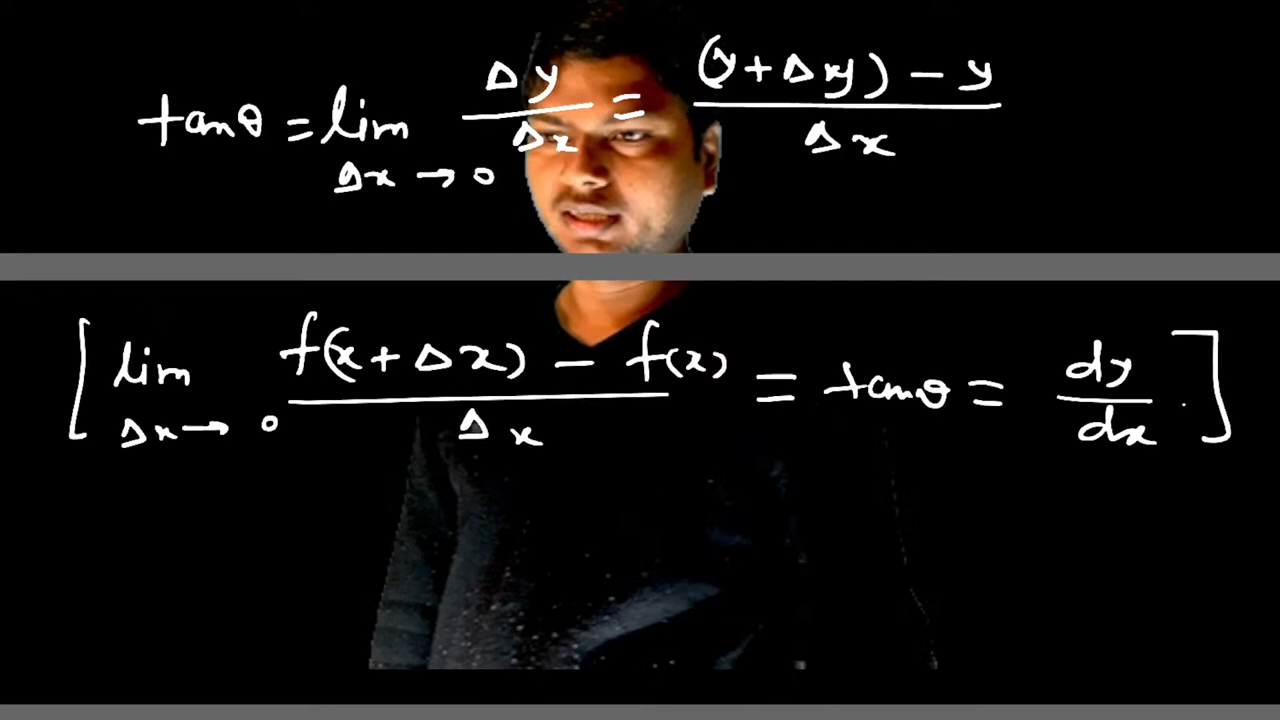 tanθ = lim Δx → 0 Δy / Δx = (y + Δy) − y / Δx
[ lim Δx → 0 f(x + Δx) − f(x) / Δx = tanθ = dy / dx ]